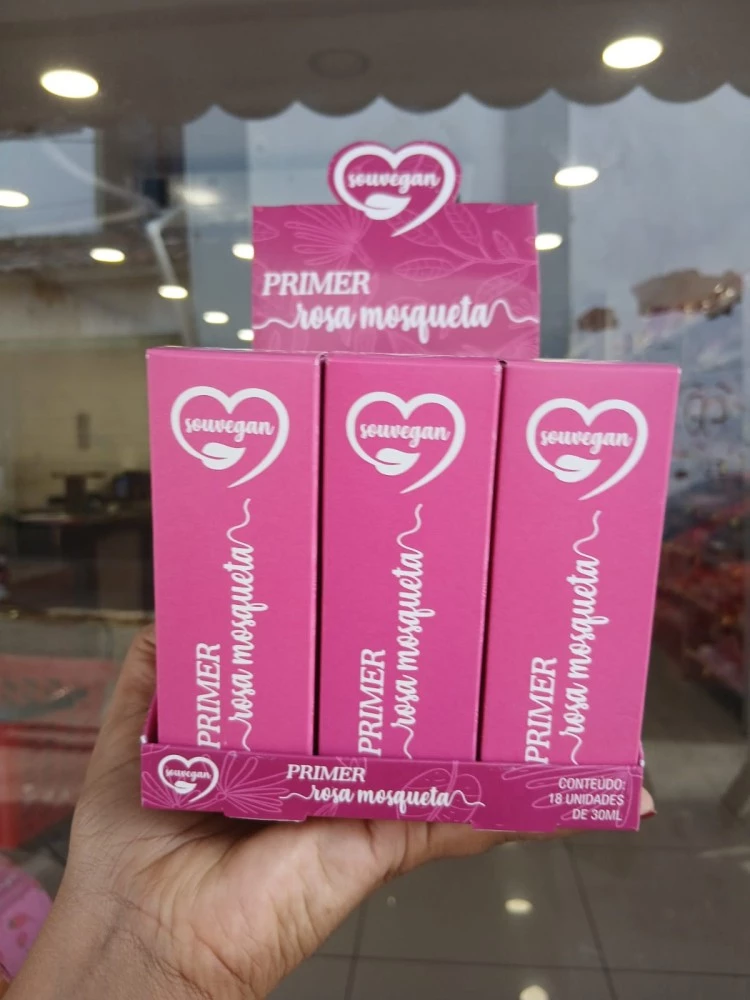 souvegan
PRIMER
rosa mosqueta
souvegan
PRIMER
rosa mosqueta
souvegan
PRIMER
rosa mosqueta
souvegan
PRIMER
rosa mosqueta
souvegan
PRIMER
rosa mosqueta
CONTEÚDO:
18 UNIDADES
DE 30ML